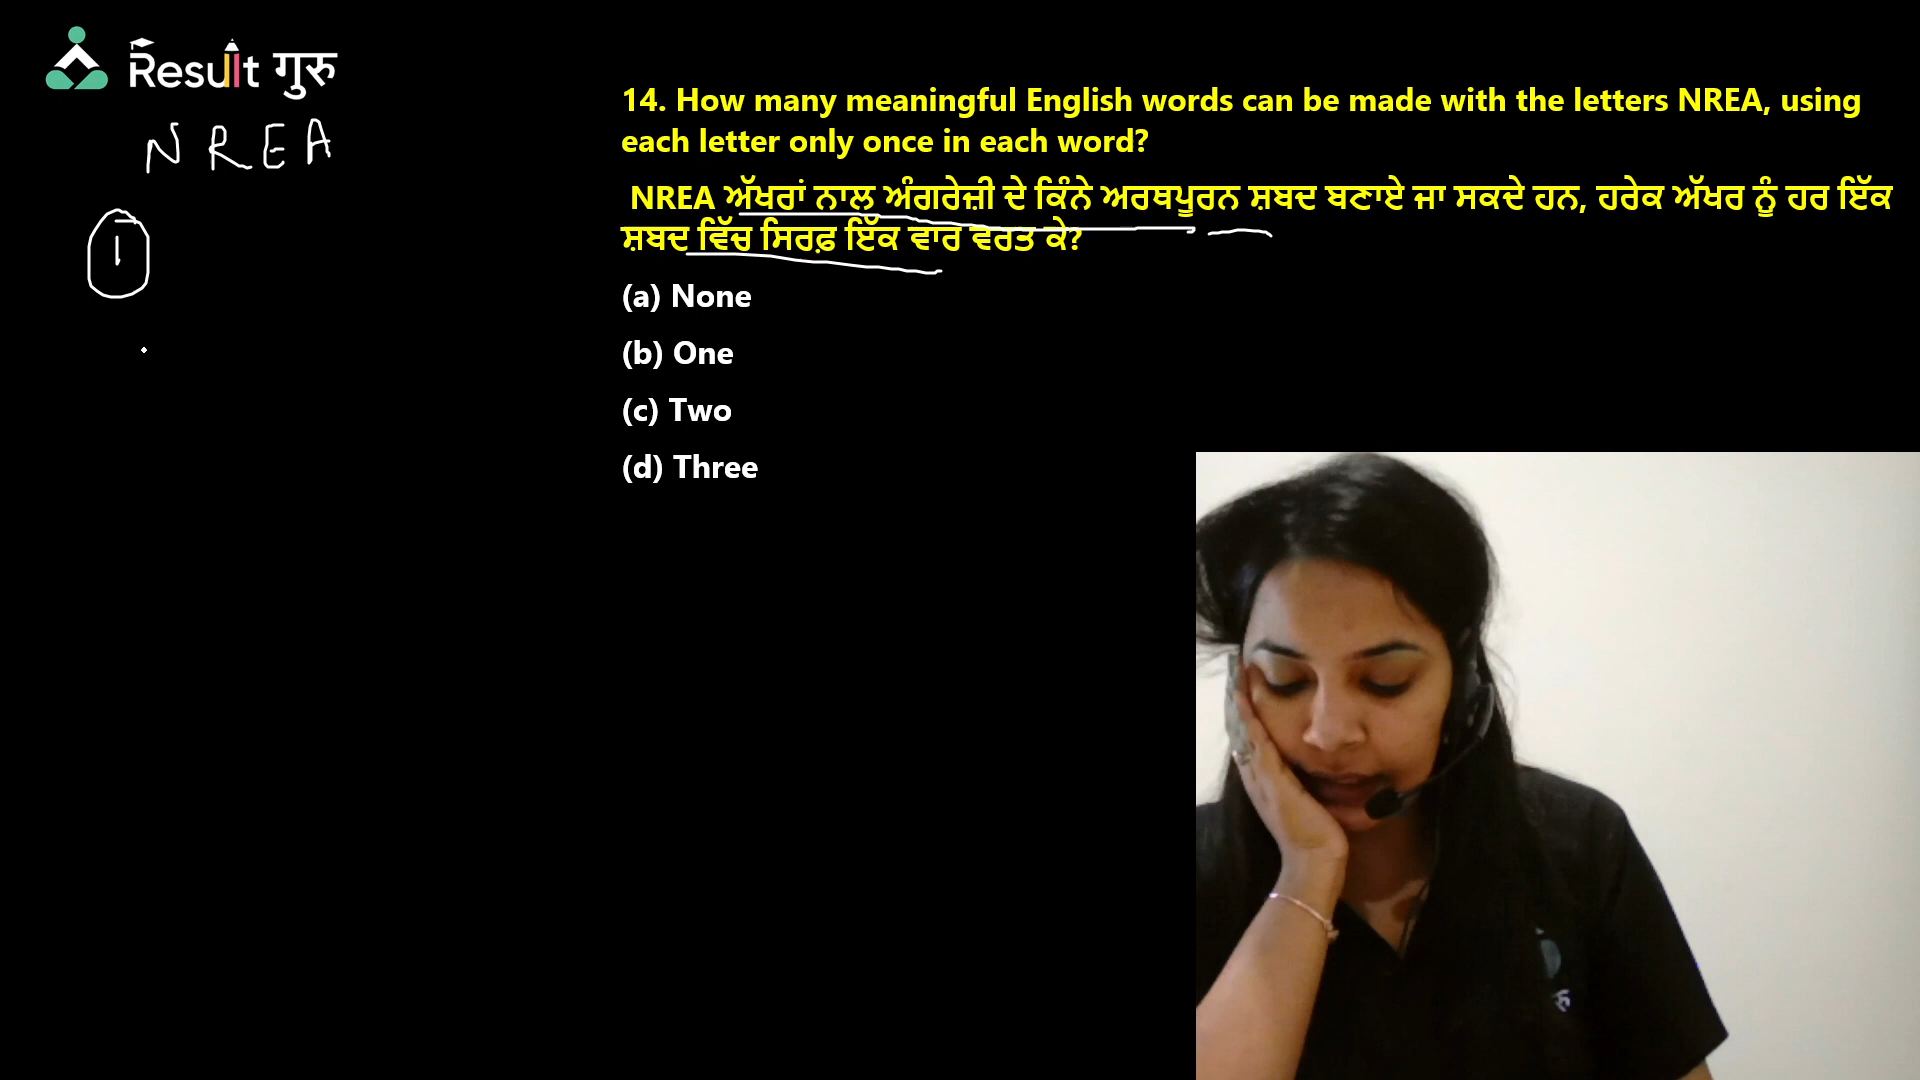 Result गुरु
N R E A
1
14. How many meaningful English words can be made with the letters NREA, using
each letter only once in each word?
NREA ਅੱਖਰਾਂ ਨਾਲ ਅੰਗਰੇਜ਼ੀ ਦੇ ਕਿੰਨੇ ਅਰਥਪੂਰਨ ਸ਼ਬਦ ਬਣਾਏ ਜਾ ਸਕਦੇ ਹਨ, ਹਰੇਕ ਅੱਖਰ ਨੂੰ ਹਰ ਇੱਕ
ਸ਼ਬਦ ਵਿੱਚ ਸਿਰਫ਼ ਇੱਕ ਵਾਰ ਵਰਤ ਕੇ?
(a) None
(b) One
(c) Two
(d) Three